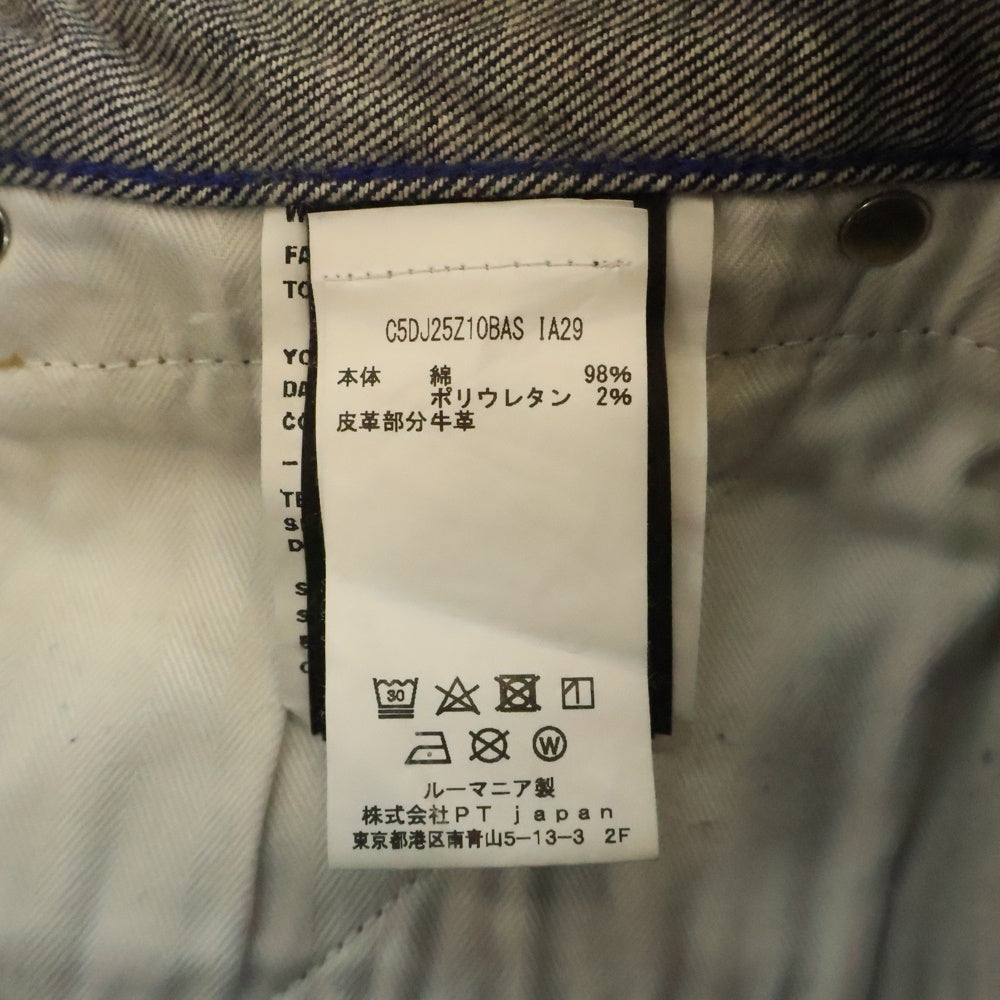 C5DJ25Z10BAS IA29
本体 綿 98%
ポリウレタン 2%
皮革部分牛革
30
W
ルーマニア製
株式会社PT japan
東京都港区南青山5-13-3 2F